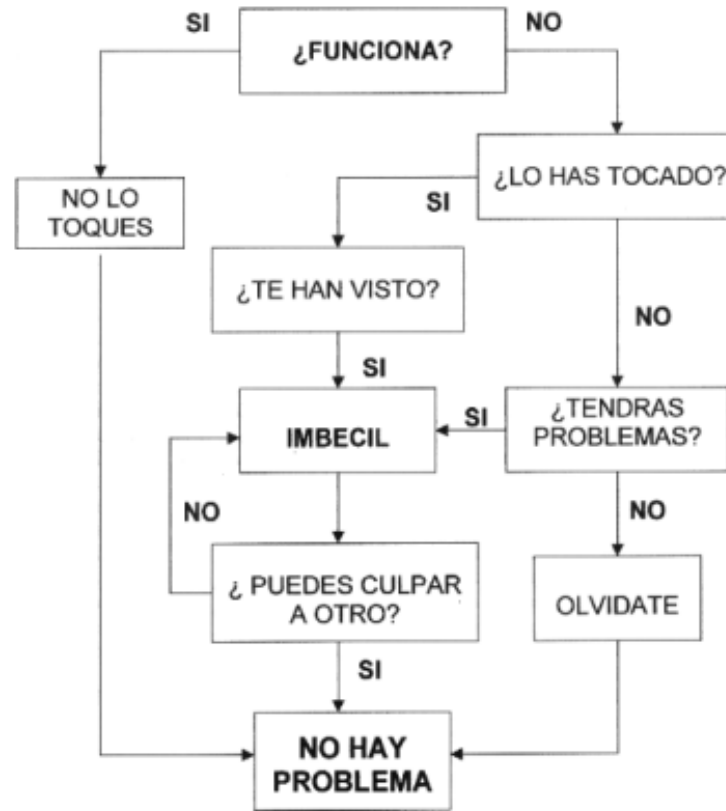 SI
¿FUNCIONA?
NO
NO LO
TOQUES
¿LO HAS TOCADO?
SI
¿TE HAN VISTO?
NO
SI
IMBECIL
SI
¿TENDRAS
PROBLEMAS?
NO
NO
¿ PUEDES CULPAR
A OTRO?
OLVIDATE
SI
NO HAY
PROBLEMA